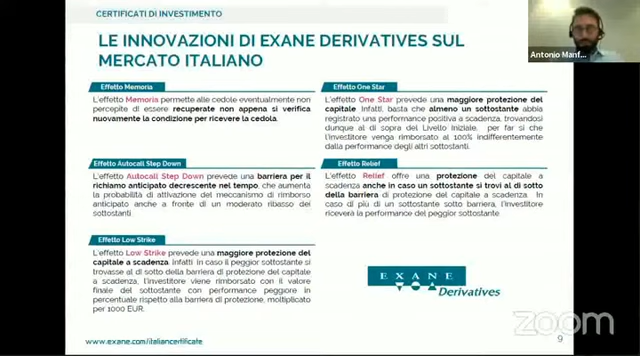 CERTIFICATI DI INVESTIMENTO
LE INNOVAZIONI DI EXANE DERIVATIVES SUL
MERCATO ITALIANO
Effetto Memoria
L'effetto Memoria permette alle cedole eventualmente non
percepite di essere recuperate non appena si verifica
nuovamente la condizione per ricevere la cedola.
Effetto Autocall Step Down
L'effetto Autocall Step Down prevede una barriera per il
richiamo anticipato decrescente nel tempo, che aumenta
la probabilità di attivazione del meccanismo di rimborso
anticipato anche a fronte di un moderato ribasso dei
sottostanti
Effetto Low Strike
L'effetto Low Strike prevede una maggiore protezione del
capitale a scadenza. Infatti in caso il peggior sottostante si
trovasse al di sotto della barriera di protezione del capitale
a scadenza, l'investitore viene rimborsato con il valore
finale del sottostante con performance peggiore in
percentuale rispetto alla barriera di protezione, moltiplicato
per 1000 EUR.
Effetto One Star
L'effetto One Star prevede una maggiore protezione del
capitale. Infatti, basta che almeno un sottostante abbia
registrato una performance positiva a scadenza, trovandosi
dunque al di sopra del Livello Iniziale, per far si che
l'investitore venga rimborsato al 100% indifferentemente
dalla performance degli altri sottostanti.
Effetto Relief
L'effetto Relief offre una protezione del capitale a
scadenza anche in caso un sottostante si trovi al di sotto
della barriera di protezione del capitale a scadenza. In
caso di più di un sottostante sotto barriera, l'investitore
riceverà la performance del peggior sottostante
EXANE
Derivatives
www.exane.com/italiancertificate
9
Antonio Manf...
zoom